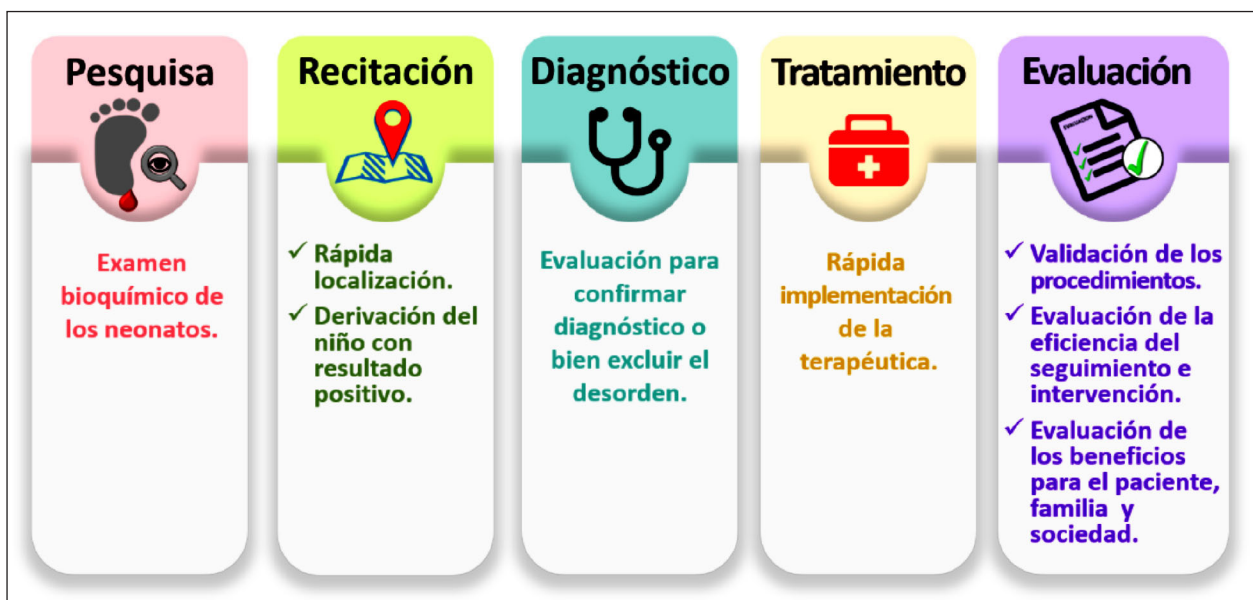 Pesquisa
Examen
bioquímico de
los neonatos.
Recitación
✓ Rápida
localización.
✓ Derivación del
niño con
resultado
positivo.
Diagnóstico
Evaluación para
confirmar
diagnóstico o
bien excluir el
desorden.
Tratamiento
Rápida
implementación
de la
terapéutica.
Evaluación
EVALUACION
✓ Validación de los
procedimientos.
✓ Evaluación de la
eficiencia del
seguimiento e
intervención.
✓ Evaluación de
los beneficios
para el paciente,
familia y
sociedad.